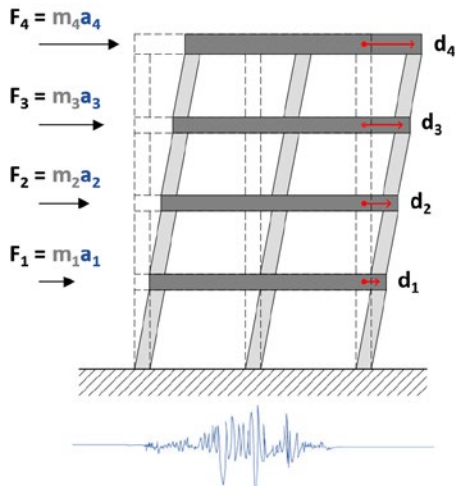 F₄ = m₄a₄
d₄
F₃ = m₃a₃
d₃
F₂ = m₂a₂
d₂
F₁ = m₁a₁
d₁